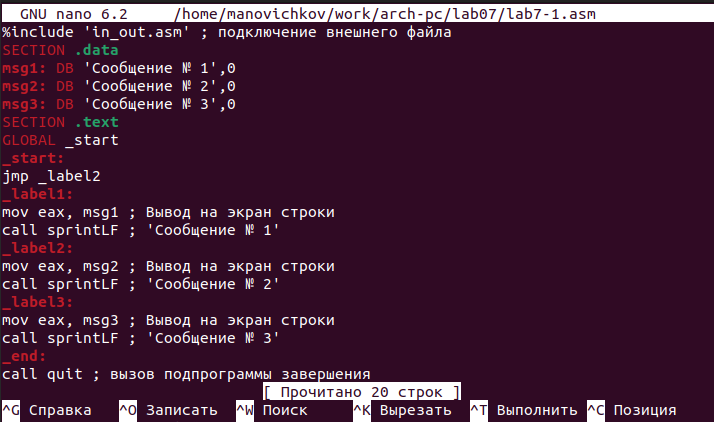 GNU nano 6.2 /home/manovichkov/work/arch-pc/lab07/lab7-1.asm
%include 'in_out.asm' ; подключение внешнего файла
SECTION .data
msg1: DB 'Сообщение № 1',0
msg2: DB 'Сообщение № 2',0
msg3: DB 'Сообщение № 3',0
SECTION .text
GLOBAL _start
_start:
jmp _label2
_label1:
mov eax, msg1 ; Вывод на экран строки
call sprintLF ; 'Сообщение № 1'
_label2:
mov eax, msg2 ; Вывод на экран строки
call sprintLF ; 'Сообщение № 2'
_label3:
mov eax, msg3 ; Вывод на экран строки
call sprintLF ; 'Сообщение № 3'
_end:
call quit ; вызов подпрограммы завершения
[ Прочитано 20 строк ]
^G Справка ^O Записать ^W Поиск ^K Вырезать ^T Выполнить ^C Позиция